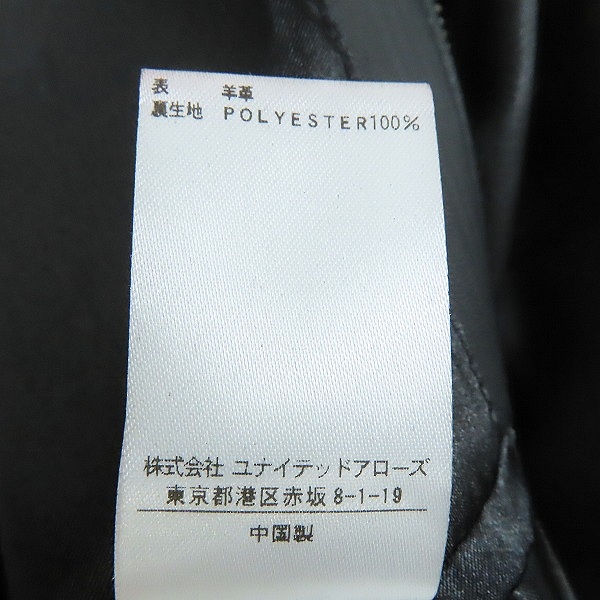 表 羊革
裏生地 POLYESTER100%
株式会社 ユナイテッドアローズ
東京都港区赤坂 8-1-19
中国製